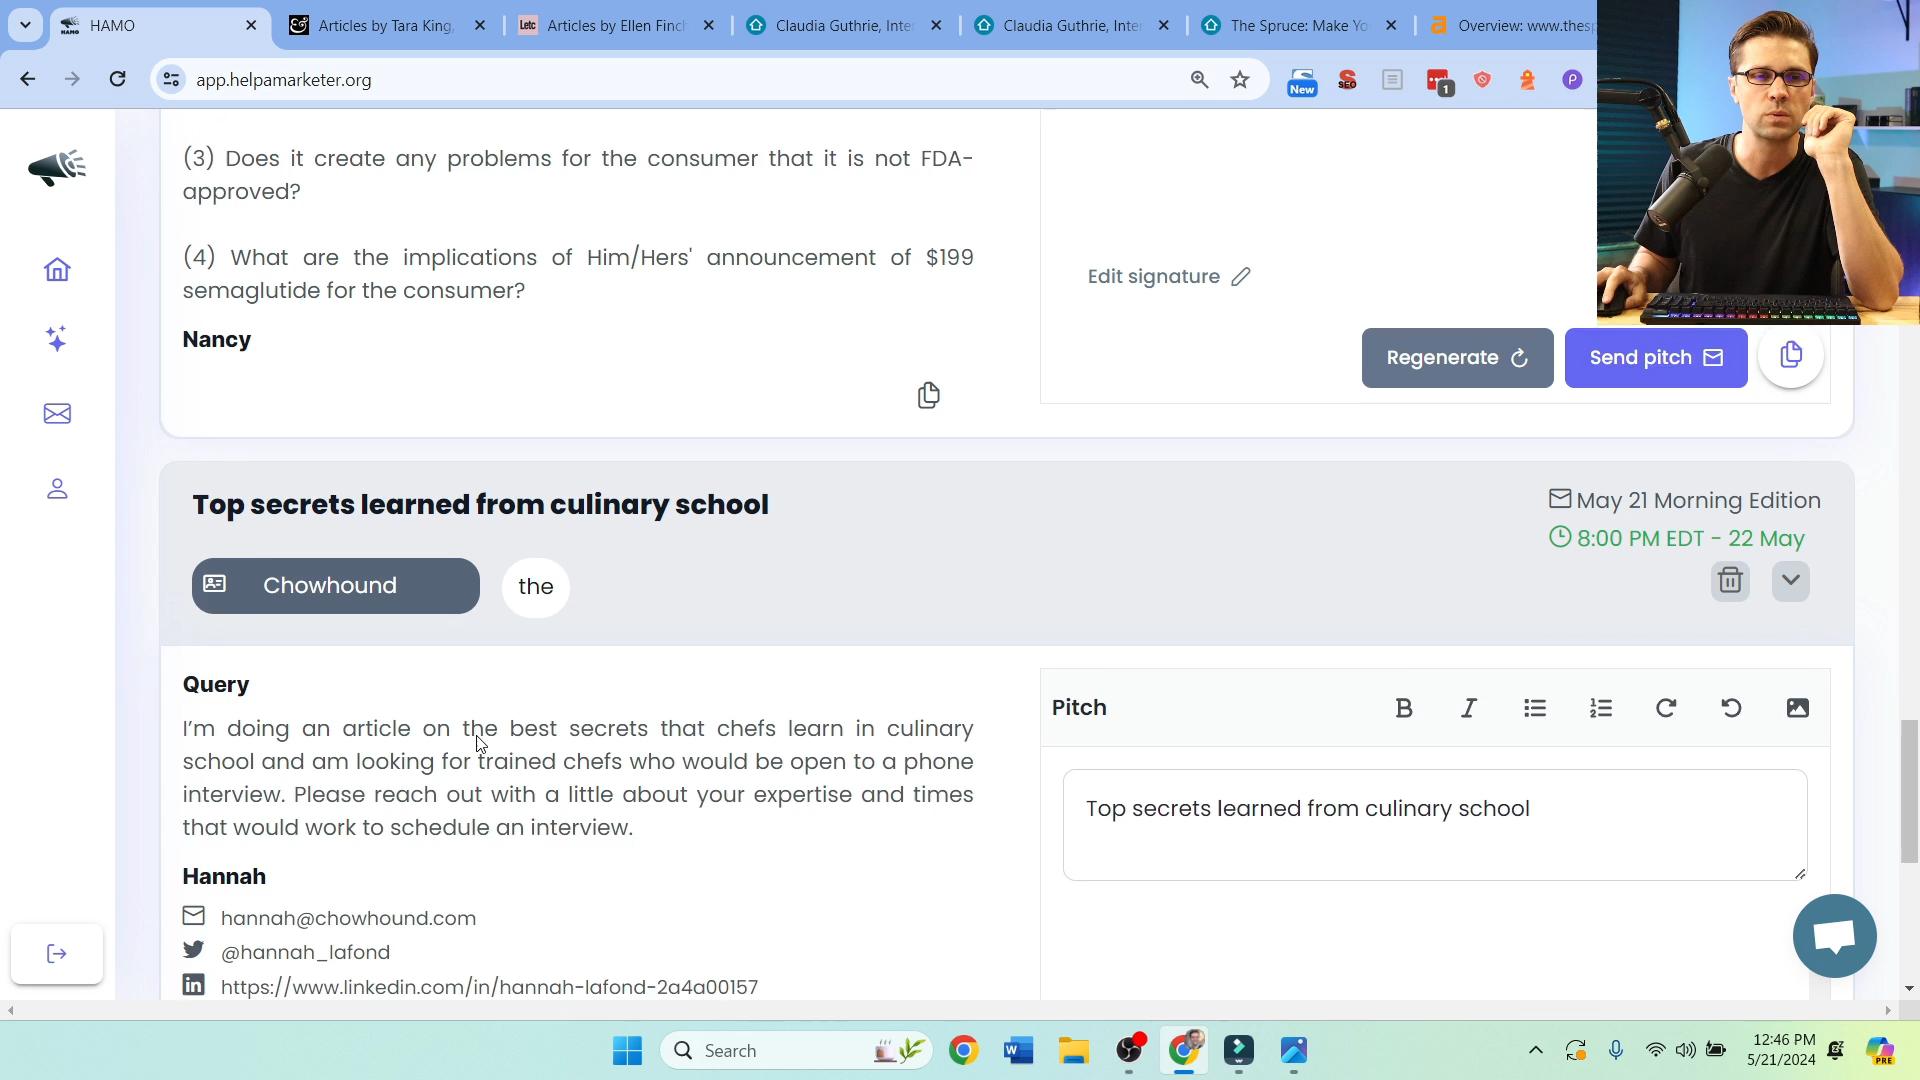 HAMO
Articles by Tara King,
Articles by Ellen Finch
Claudia Guthrie, Inter
Claudia Guthrie, Inter
The Spruce: Make Yo
Overview: www.thesp
app.helpamarketer.org
New
SEO
1
P
(3) Does it create any problems for the consumer that it is not FDA-
approved?
(4) What are the implications of Him/Hers' announcement of $199
semaglutide for the consumer?
Nancy
Edit signature
Regenerate
Send pitch
Top secrets learned from culinary school
May 21 Morning Edition
8:00 PM EDT - 22 May
Chowhound
the
Query
I'm doing an article on the best secrets that chefs learn in culinary
school and am looking for trained chefs who would be open to a phone
interview. Please reach out with a little about your expertise and times
that would work to schedule an interview.
Hannah
hannah@chowhound.com
@hannah_lafond
https://www.linkedin.com/in/hannah-lafond-2a4a00157
Pitch
Top secrets learned from culinary school
Search
12:46 PM
5/21/2024
PRE